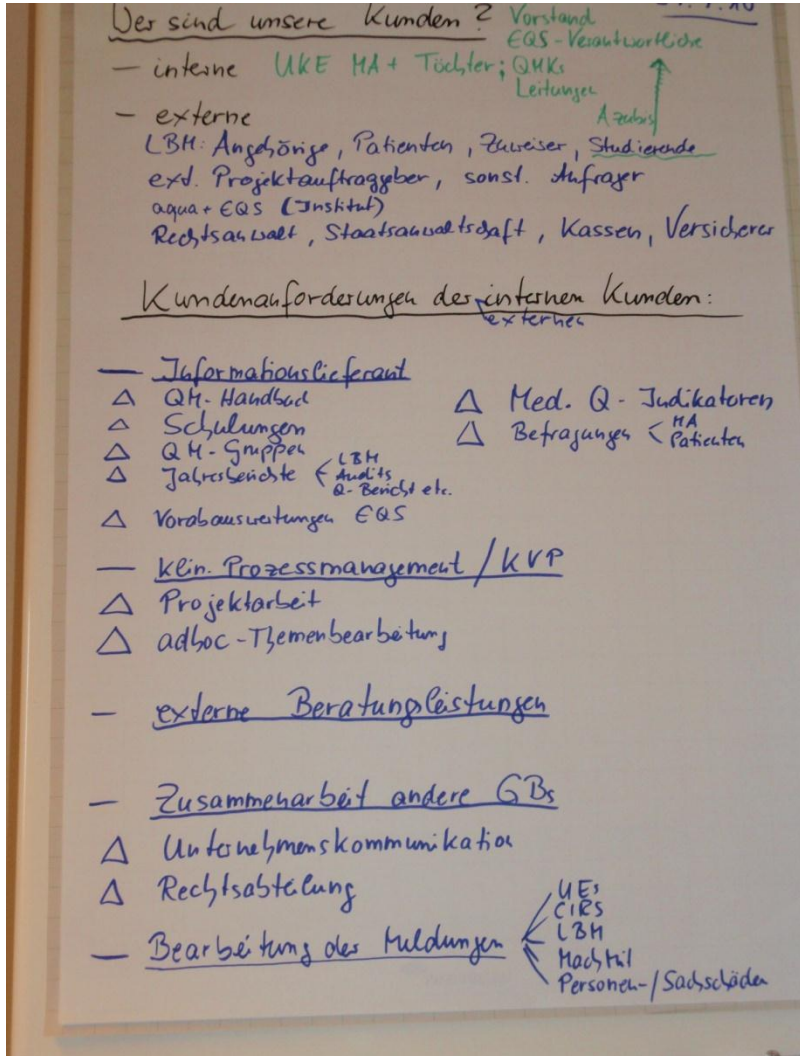 Wer sind unsere Kunden?
Vorstand
EQS-Verantwortliche
— interne UKE MA + Töchter; QMKs
Leitungen
— externe
Azubis
LBM: Angehörige, Patienten, Zuweiser, Studierende
ext. Projektauftraggeber, sonst. Anfrager
aqua + EQS (Institut)
Rechtsanwalt, Staatsanwaltschaft, Kassen, Versicherer
Kundenanforderungen der internen Kunden:
externen
— Informationslieferant
△ QM-Handbuch
△ Schulungen
△ QM-Gruppen
△ Jahresberichte < LBM
Audits
Q-Bericht etc.
△ Vorabauswertungen EQS
△ Med. Q-Indikatoren
△ Befragungen < MA
Patienten
— klin. Prozessmanagement / KVP
△ Projektarbeit
△ adhoc-Themenbearbeitung
— externe Beratungsleistungen
— Zusammenarbeit andere GBs
△ Unternehmenskommunikation
△ Rechtsabteilung
— Bearbeitung der Meldungen
UEs
CIRS
LBM
MachMil
Personen-/Sachschäden